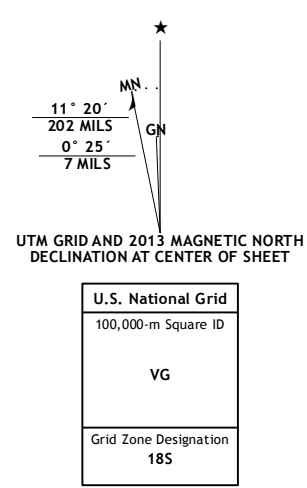 ★
MN
11° 20´
GN
202 MILS
0° 25´
7 MILS
UTM GRID AND 2013 MAGNETIC NORTH
DECLINATION AT CENTER OF SHEET
U.S. National Grid
100,000-m Square ID
VG
Grid Zone Designation
18S